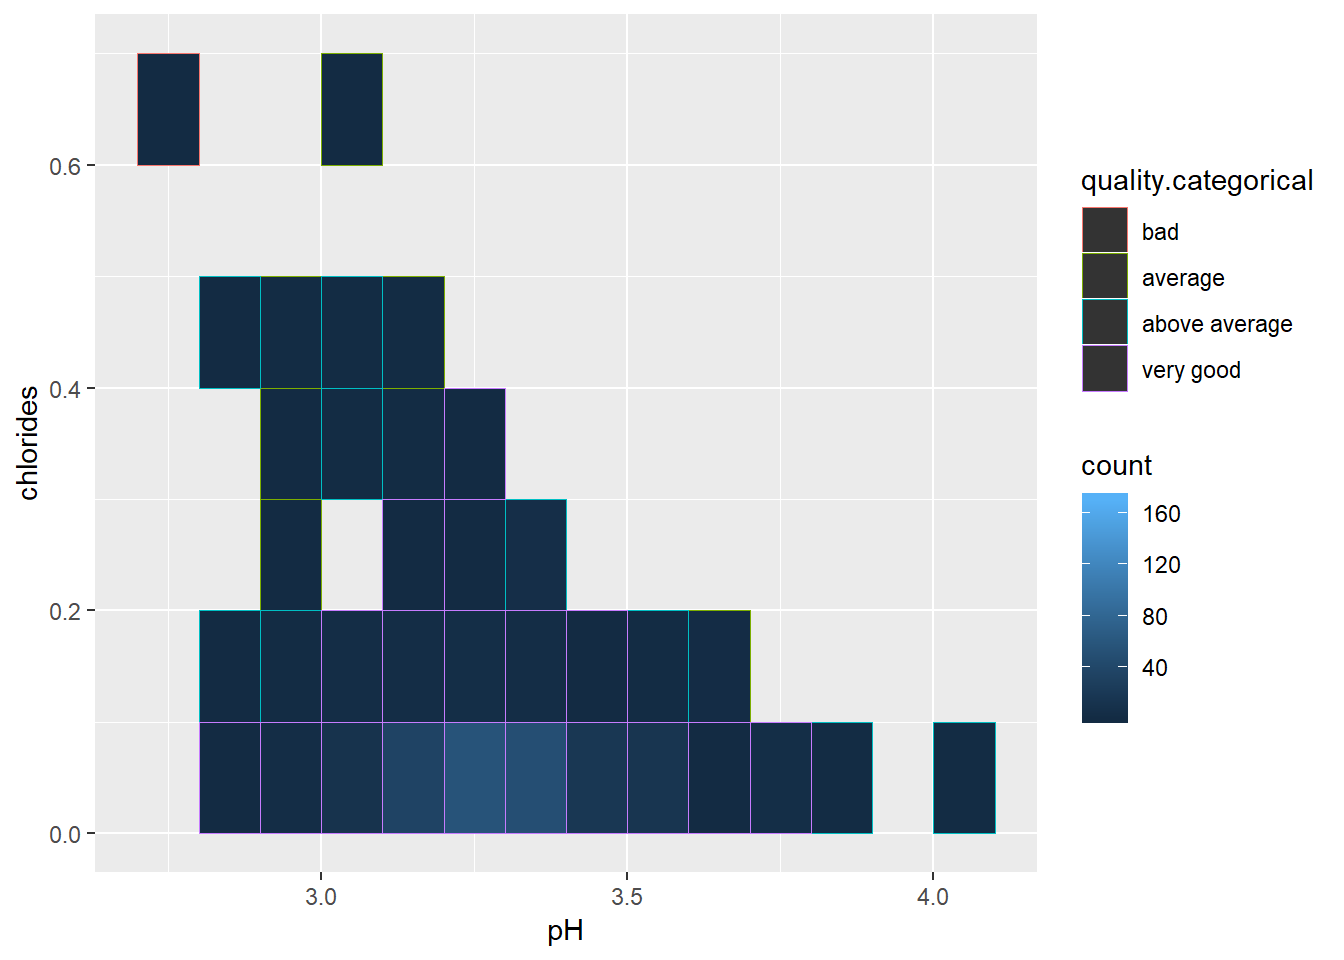 0.6
0.4
0.2
0.0
chlorides
3.0 3.5 4.0
pH
quality.categorical
bad
average
above average
very good
count
160
120
80
40